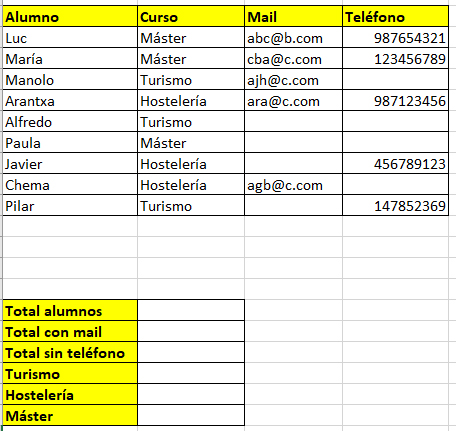 Alumno Curso Mail Teléfono
Luc Máster abc@b.com 987654321
María Máster cba@c.com 123456789
Manolo Turismo ajh@c.com
Arantxa Hostelería ara@c.com 987123456
Alfredo Turismo
Paula Máster
Javier Hostelería 456789123
Chema Hostelería agb@c.com
Pilar Turismo 147852369
Total alumnos
Total con mail
Total sin teléfono
Turismo
Hostelería
Máster